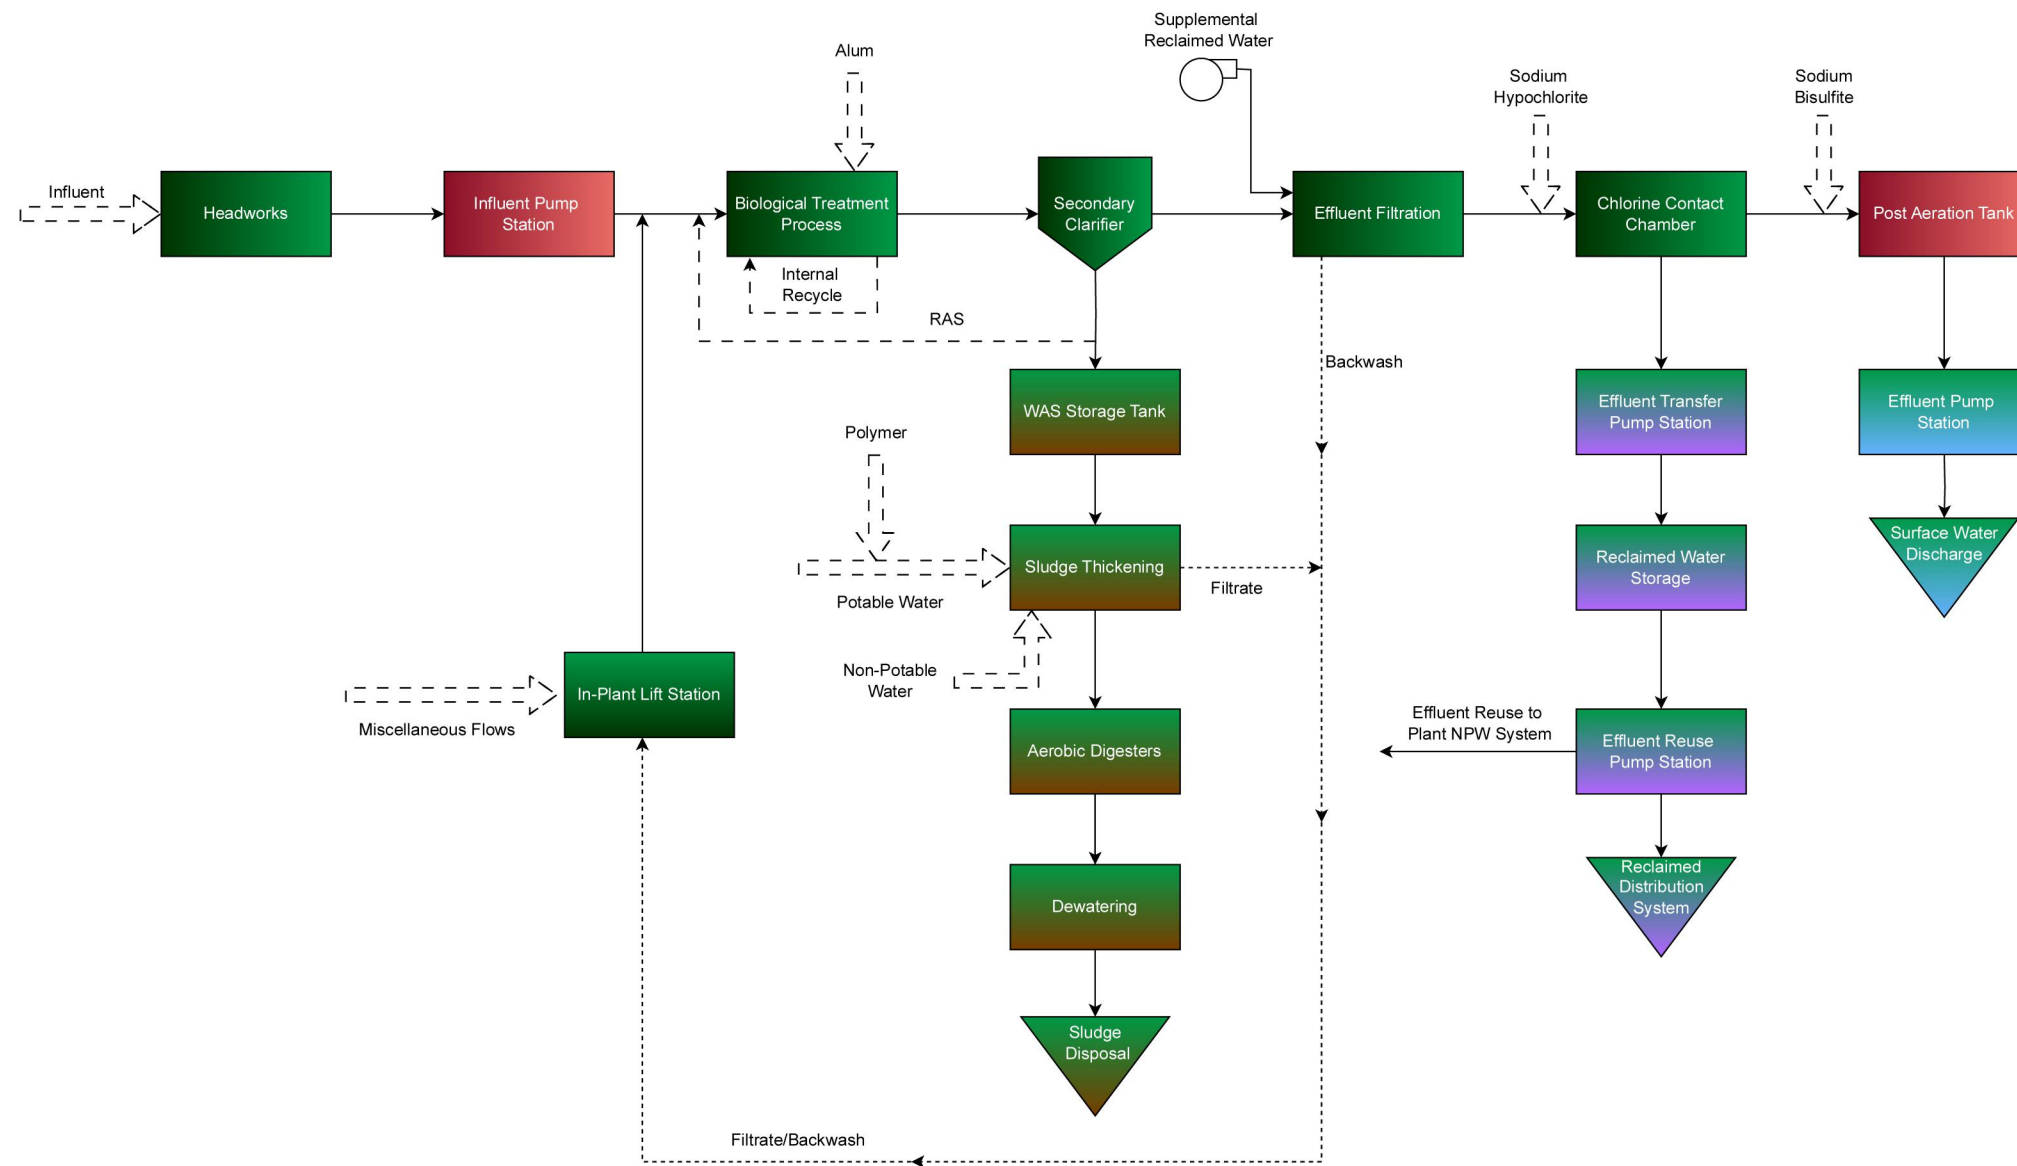 Supplemental
Reclaimed Water
Alum
Sodium
Hypochlorite
Sodium
Bisulfite
Influent
Headworks
Influent Pump
Station
Biological Treatment
Process
Secondary
Clarifier
Effluent Filtration
Chlorine Contact
Chamber
Post Aeration Tank
Internal
Recycle
RAS
Backwash
WAS Storage Tank
Effluent Transfer
Pump Station
Effluent Pump
Station
Polymer
Sludge Thickening
Filtrate
Potable Water
Reclaimed Water
Storage
Surface Water
Discharge
Non-Potable
Water
In-Plant Lift Station
Miscellaneous Flows
Aerobic Digesters
Effluent Reuse to
Plant NPW System
Effluent Reuse
Pump Station
Dewatering
Reclaimed
Distribution
System
Sludge
Disposal
Filtrate/Backwash